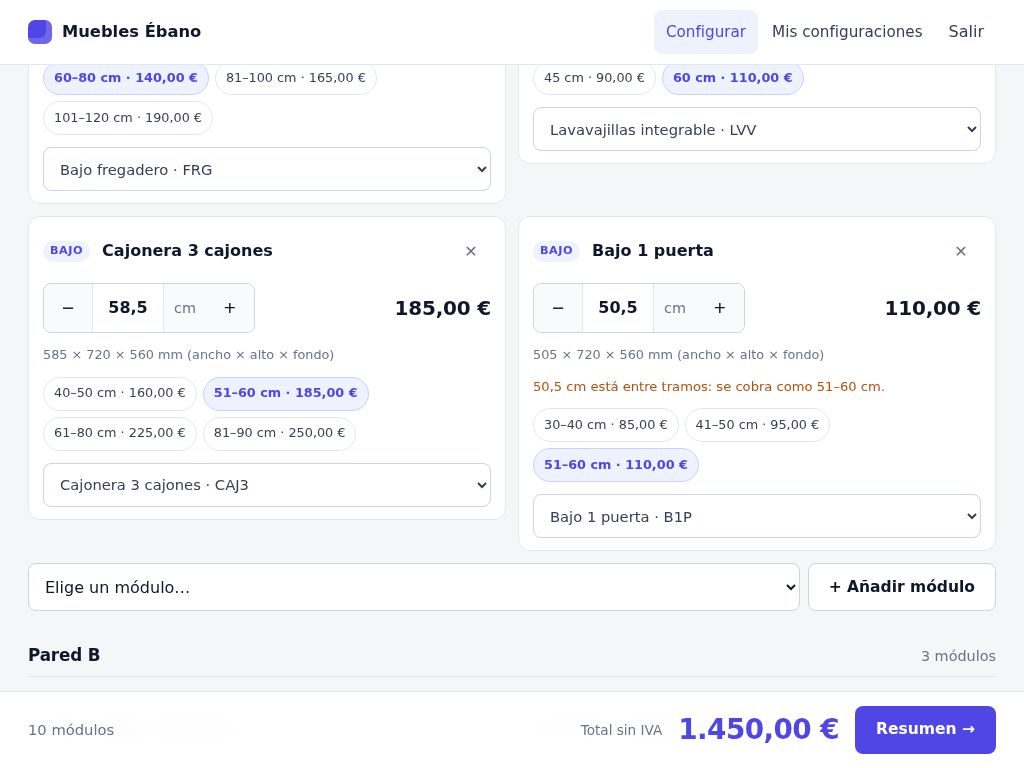 Muebles Ébano
Configurar
Mis configuraciones
Salir
60–80 cm · 140,00 €
81–100 cm · 165,00 €
101–120 cm · 190,00 €
Bajo fregadero · FRG
45 cm · 90,00 €
60 cm · 110,00 €
Lavavajillas integrable · LVV
BAJO
Cajonera 3 cajones
×
−
58,5
cm
+
185,00 €
585 × 720 × 560 mm (ancho × alto × fondo)
40–50 cm · 160,00 €
51–60 cm · 185,00 €
61–80 cm · 225,00 €
81–90 cm · 250,00 €
Cajonera 3 cajones · CAJ3
BAJO
Bajo 1 puerta
×
−
50,5
cm
+
110,00 €
505 × 720 × 560 mm (ancho × alto × fondo)
50,5 cm está entre tramos: se cobra como 51–60 cm.
30–40 cm · 85,00 €
41–50 cm · 95,00 €
51–60 cm · 110,00 €
Bajo 1 puerta · B1P
Elige un módulo…
+ Añadir módulo
Pared B
3 módulos
10 módulos
Total sin IVA
1.450,00 €
Resumen →